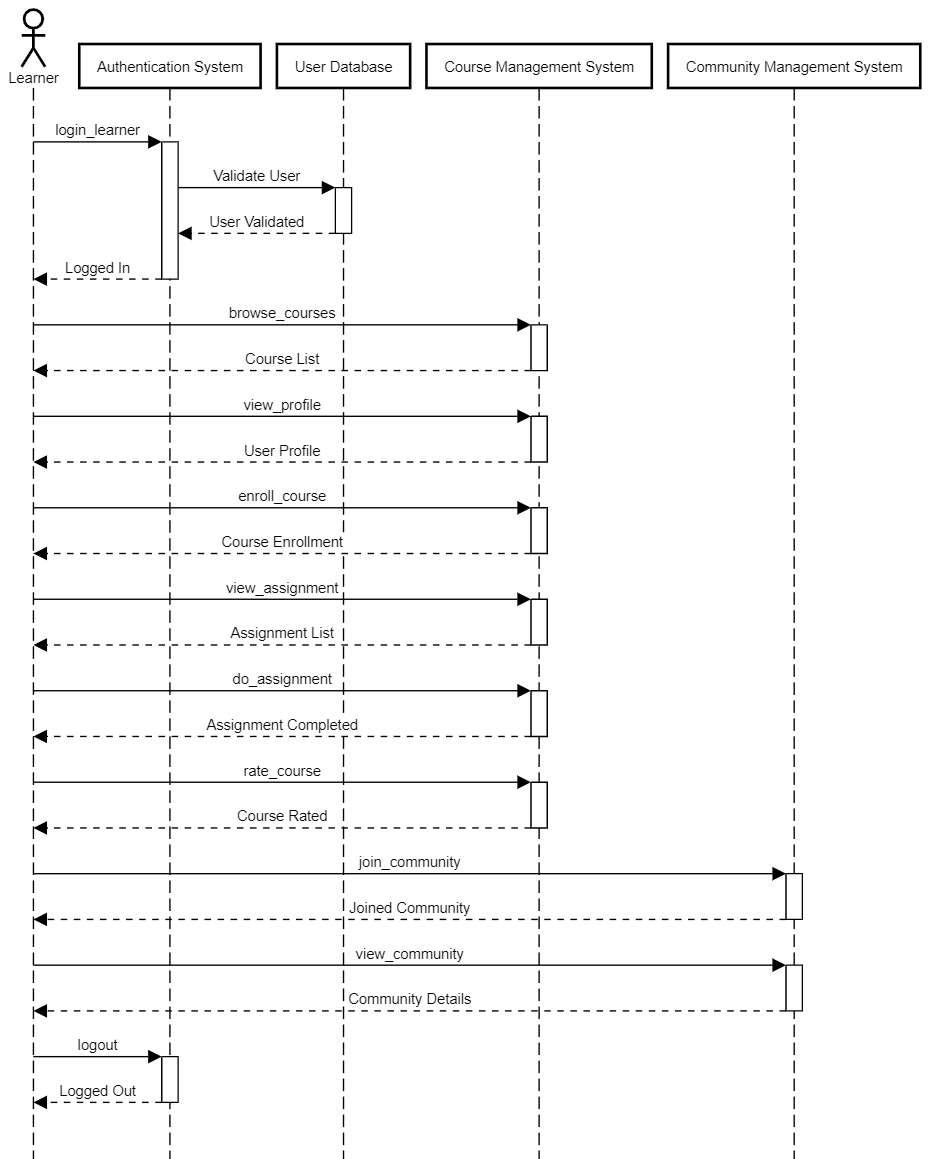 Learner
Authentication System
User Database
Course Management System
Community Management System
login_learner
Validate User
User Validated
Logged In
browse_courses
Course List
view_profile
User Profile
enroll_course
Course Enrollment
view_assignment
Assignment List
do_assignment
Assignment Completed
rate_course
Course Rated
join_community
Joined Community
view_community
Community Details
logout
Logged Out